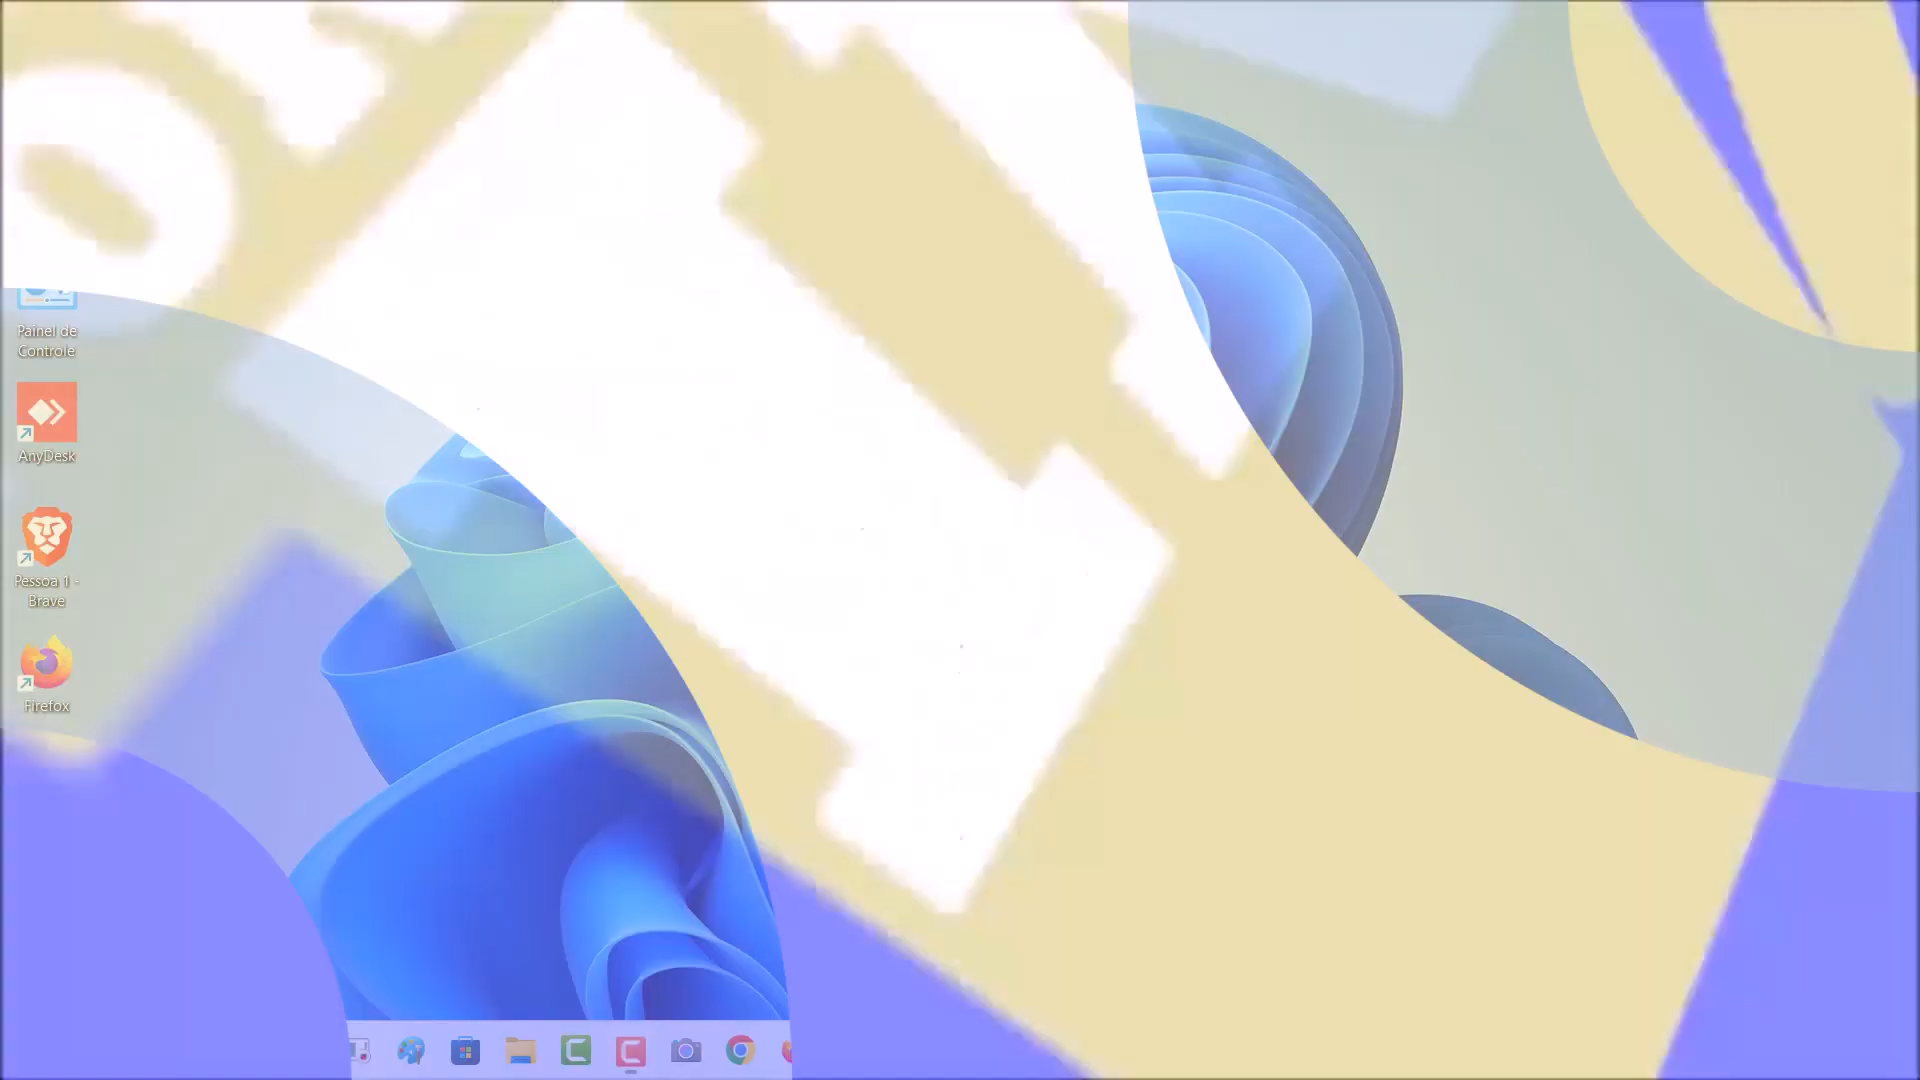 Painel de
Controle
AnyDesk
Pessoa 1 -
Brave
Firefox